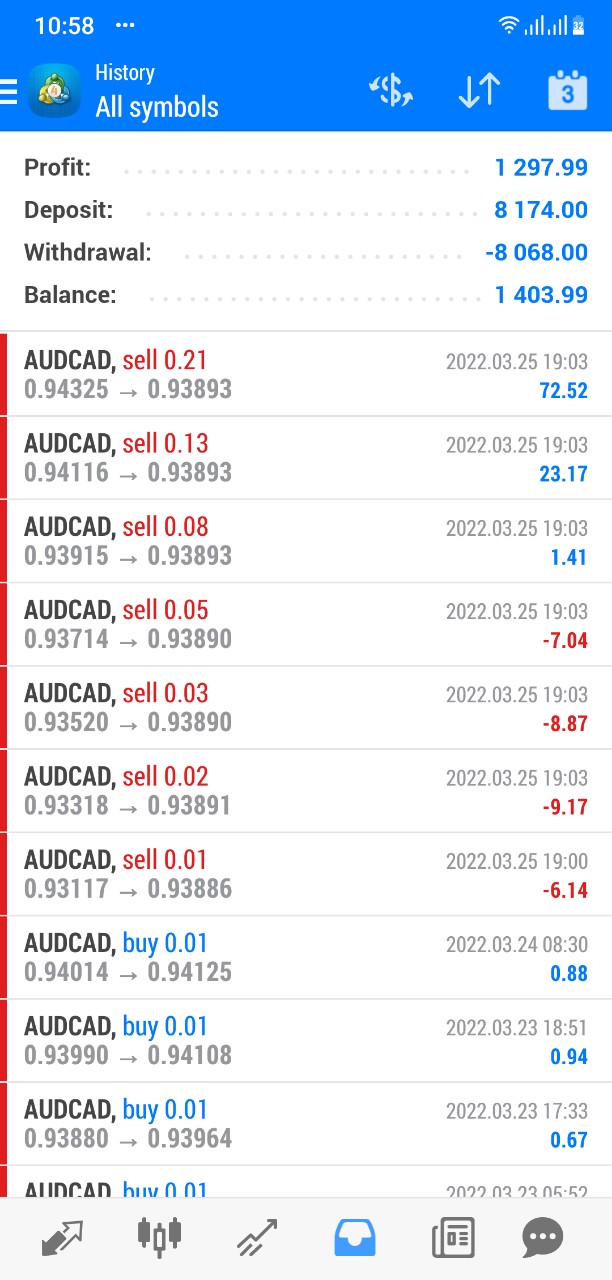 10:58 ... 32
History
All symbols
3
Profit: 1 297.99
Deposit: 8 174.00
Withdrawal: -8 068.00
Balance: 1 403.99
AUDCAD, sell 0.21 2022.03.25 19:03
0.94325 → 0.93893 72.52
AUDCAD, sell 0.13 2022.03.25 19:03
0.94116 → 0.93893 23.17
AUDCAD, sell 0.08 2022.03.25 19:03
0.93915 → 0.93893 1.41
AUDCAD, sell 0.05 2022.03.25 19:03
0.93714 → 0.93890 -7.04
AUDCAD, sell 0.03 2022.03.25 19:03
0.93520 → 0.93890 -8.87
AUDCAD, sell 0.02 2022.03.25 19:03
0.93318 → 0.93891 -9.17
AUDCAD, sell 0.01 2022.03.25 19:00
0.93117 → 0.93886 -6.14
AUDCAD, buy 0.01 2022.03.24 08:30
0.94014 → 0.94125 0.88
AUDCAD, buy 0.01 2022.03.23 18:51
0.93990 → 0.94108 0.94
AUDCAD, buy 0.01 2022.03.23 17:33
0.93880 → 0.93964 0.67
AUDCAD, buy 0.01 2022.03.23 05:52